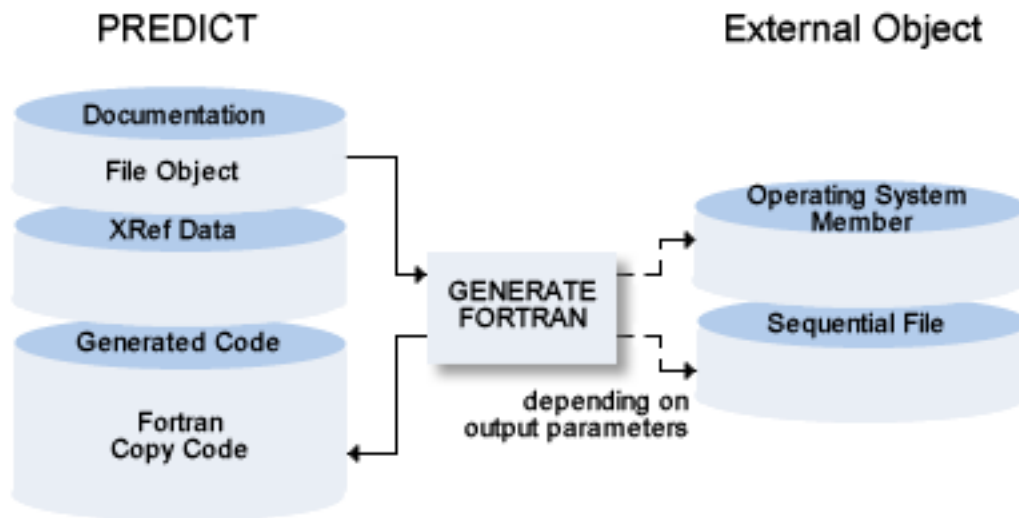 PREDICT
External Object
Documentation
File Object
XRef Data
Generated Code
Fortran
Copy Code
GENERATE
FORTRAN
depending on
output parameters
Operating System
Member
Sequential File